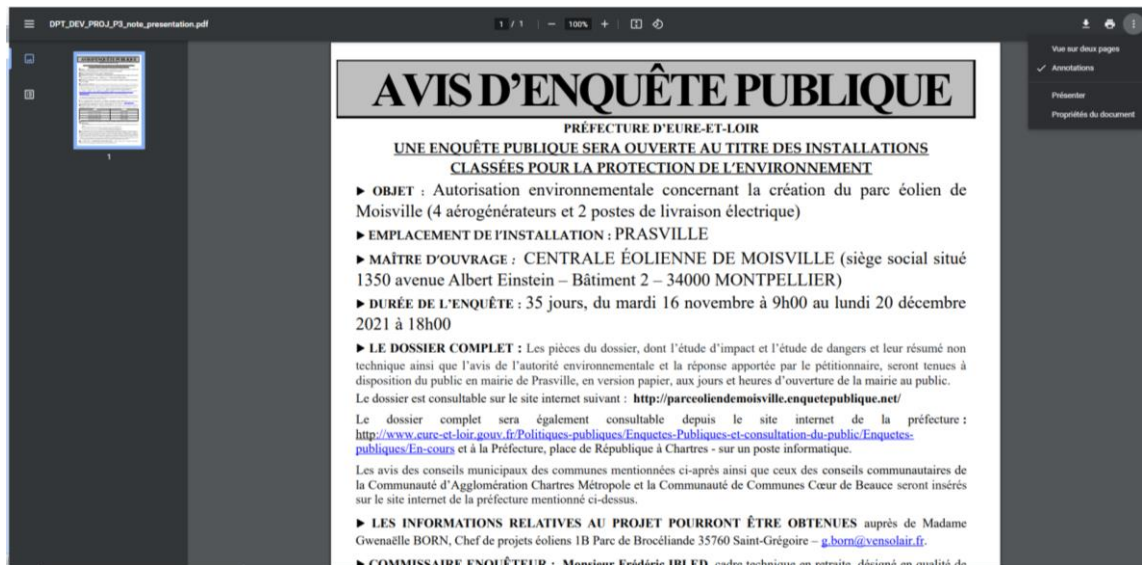 DPT_DEV_PROJ_P3_note_presentation.pdf
1 / 1
100%
Vue sur deux pages
Annotations
Présenter
Propriétés du document
1
AVIS D'ENQUÊTE PUBLIQUE
PRÉFECTURE D'EURE-ET-LOIR
UNE ENQUÊTE PUBLIQUE SERA OUVERTE AU TITRE DES INSTALLATIONS
CLASSÉES POUR LA PROTECTION DE L'ENVIRONNEMENT
► OBJET : Autorisation environnementale concernant la création du parc éolien de
Moisville (4 aérogénérateurs et 2 postes de livraison électrique)
► EMPLACEMENT DE l'INSTALLATION : PRASVILLE
► MAÎTRE D'OUVRAGE : CENTRALE ÉOLIENNE DE MOISVILLE (siège social situé
1350 avenue Albert Einstein – Bâtiment 2 – 34000 MONTPELLIER)
► DURÉE DE L'ENQUÊTE : 35 jours, du mardi 16 novembre à 9h00 au lundi 20 décembre
2021 à 18h00
► LE DOSSIER COMPLET : Les pièces du dossier, dont l'étude d'impact et l'étude de dangers et leur résumé non
technique ainsi que l'avis de l'autorité environnementale et la réponse apportée par le pétitionnaire, seront tenues à
disposition du public en mairie de Prasville, en version papier, aux jours et heures d'ouverture de la mairie au public.
Le dossier est consultable sur le site internet suivant : http://parceoliendemoisville.enquetepublique.net/
Le dossier complet sera également consultable depuis le site internet de la préfecture :
http://www.eure-et-loir.gouv.fr/Politiques-publiques/Enquetes-Publiques-et-consultation-du-public/Enquetes-
publiques/En-cours et à la Préfecture, place de République à Chartres - sur un poste informatique.
Les avis des conseils municipaux des communes mentionnées ci-après ainsi que ceux des conseils communautaires de
la Communauté d'Agglomération Chartres Métropole et la Communauté de Communes Cœur de Beauce seront insérés
sur le site internet de la préfecture mentionné ci-dessus.
► LES INFORMATIONS RELATIVES AU PROJET POURRONT ÊTRE OBTENUES auprès de Madame
Gwenaëlle BORN, Chef de projets éoliens 1B Parc de Brocéliande 35760 Saint-Grégoire – g.born@vensolair.fr.
► COMMISSAIRE ENQUÊTEUR : Monsieur Frédéric IBLED, cadre technique en retraite, désigné en qualité de